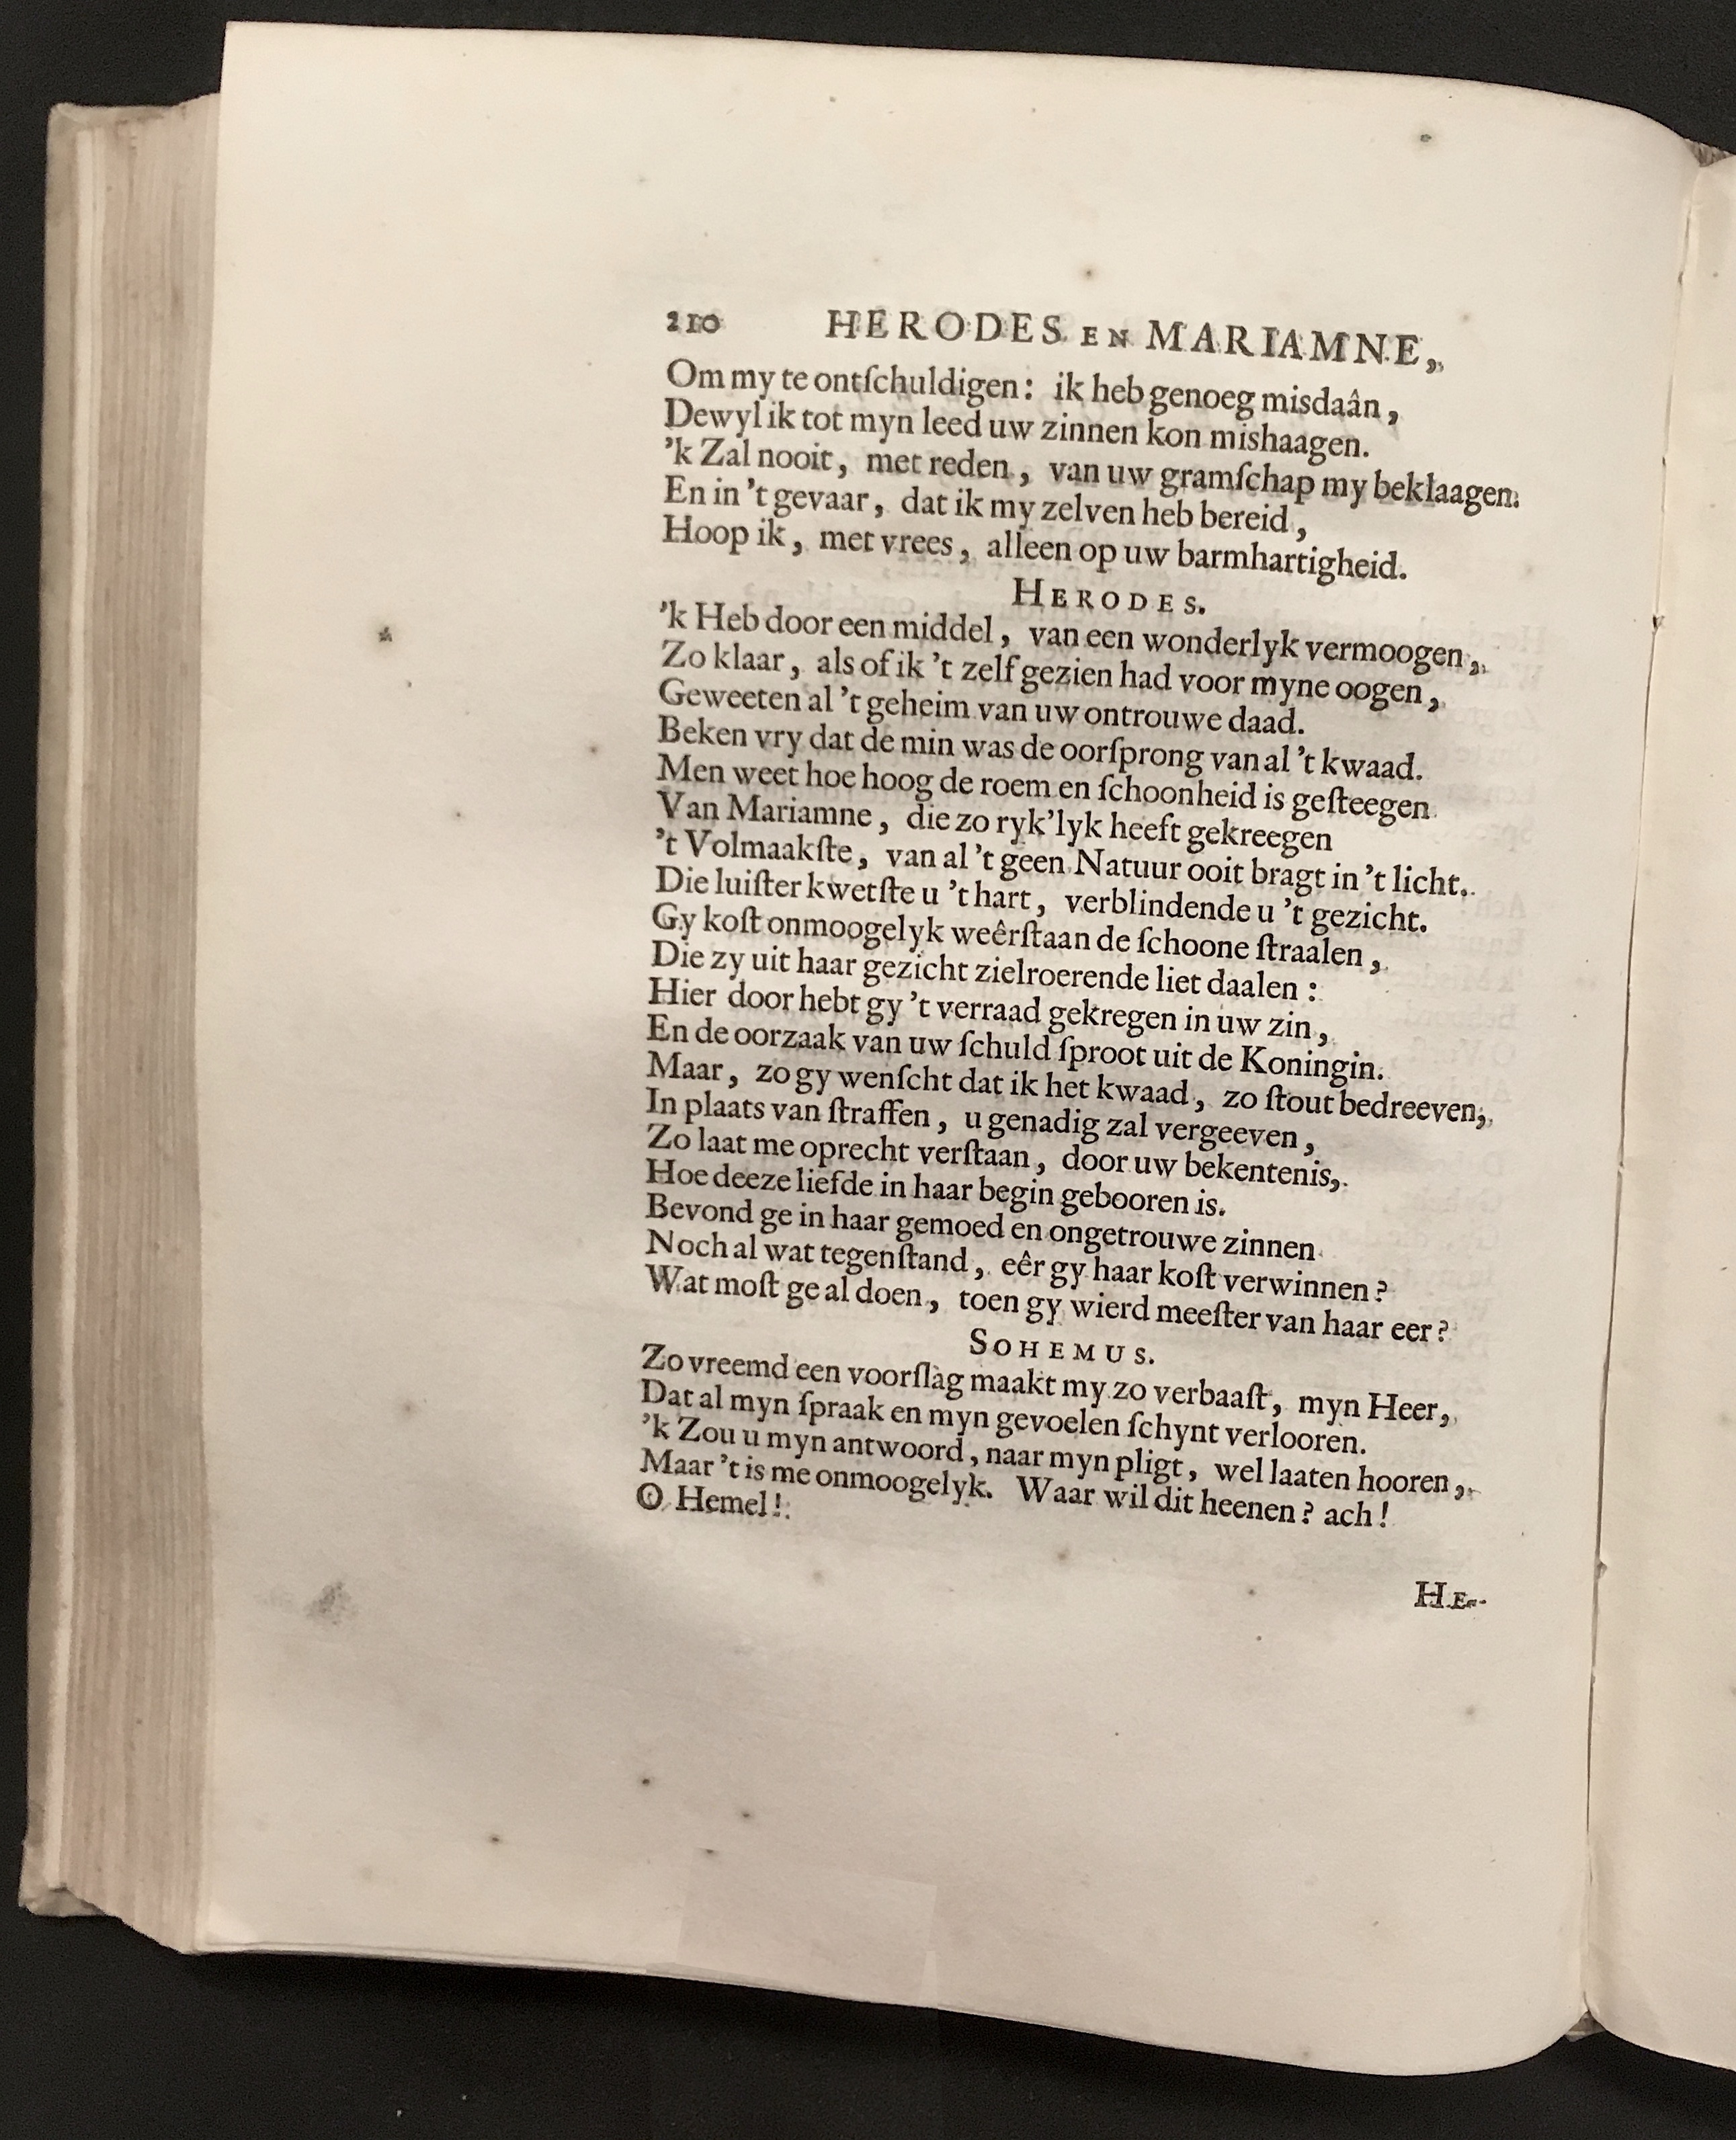 210 HERODES EN MARIAMNE,
Om my te ontſchuldigen: ik heb genoeg misdaân,
Dewyl ik tot myn leed uw zinnen kon mishaagen.
'k Zal nooit, met reden, van uw gramſchap my beklaagen.
En in 't gevaar, dat ik my zelven heb bereid,
Hoop ik, met vrees, alleen op uw barmhartigheid.
HERODES.
'k Heb door een middel, van een wonderlyk vermoogen,
Zo klaar, als of ik 't zelf gezien had voor myne oogen,
Geweeten al 't geheim van uw ontrouwe daad.
Beken vry dat de min was de oorſprong van al 't kwaad.
Men weet hoe hoog de roem en ſchoonheid is geſteegen
Van Mariamne, die zo ryk'lyk heeft gekreegen
't Volmaakſte, van al 't geen Natuur ooit bragt in 't licht.
Die luiſter kwetſte u 't hart, verblindende u 't gezicht.
Gy koſt onmoogelyk weêrſtaan de ſchoone ſtraalen,
Die zy uit haar gezicht zielroerende liet daalen:
Hier door hebt gy 't verraad gekregen in uw zin,
En de oorzaak van uw ſchuld ſproot uit de Koningin.
Maar, zo gy wenſcht dat ik het kwaad, zo ſtout bedreeven,
In plaats van ſtraffen, u genadig zal vergeeven,
Zo laat me oprecht verſtaan, door uw bekentenis,
Hoe deeze liefde in haar begin gebooren is.
Bevond ge in haar gemoed en ongetrouwe zinnen
Noch al wat tegenſtand, eêr gy haar koſt verwinnen?
Wat moſt ge al doen, toen gy wierd meeſter van haar eer?
SOHEMUS.
Zo vreemd een voorſlag maakt my zo verbaaſt, myn Heer,
Dat al myn ſpraak en myn gevoelen ſchynt verlooren.
'k Zou u myn antwoord, naar myn pligt, wel laaten hooren,
Maar 't is me onmoogelyk. Waar wil dit heenen? ach!
O Hemel!
HE-